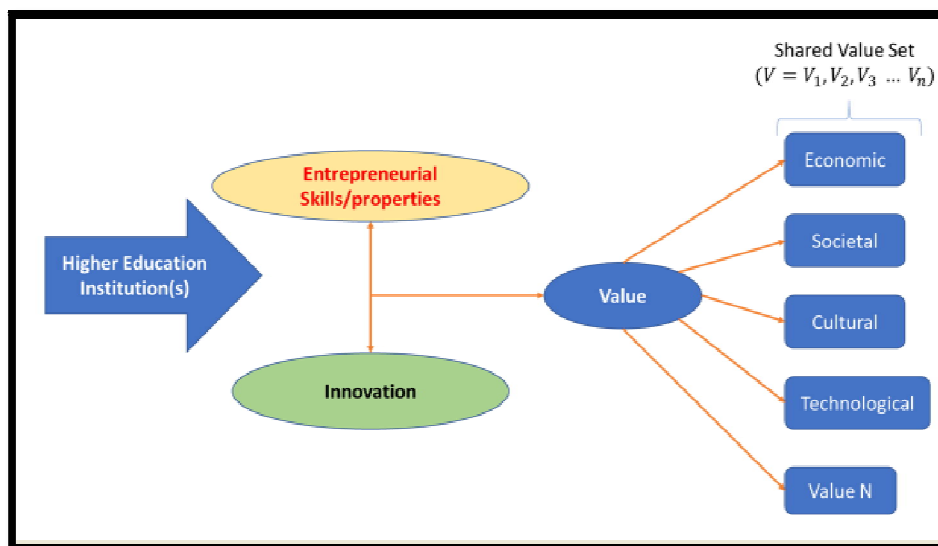 Shared Value Set
(V = V₁, V₂, V₃ ... Vₙ)
Entrepreneurial
Skills/properties
Higher Education
Institution(s)
Innovation
Value
Economic
Societal
Cultural
Technological
Value N